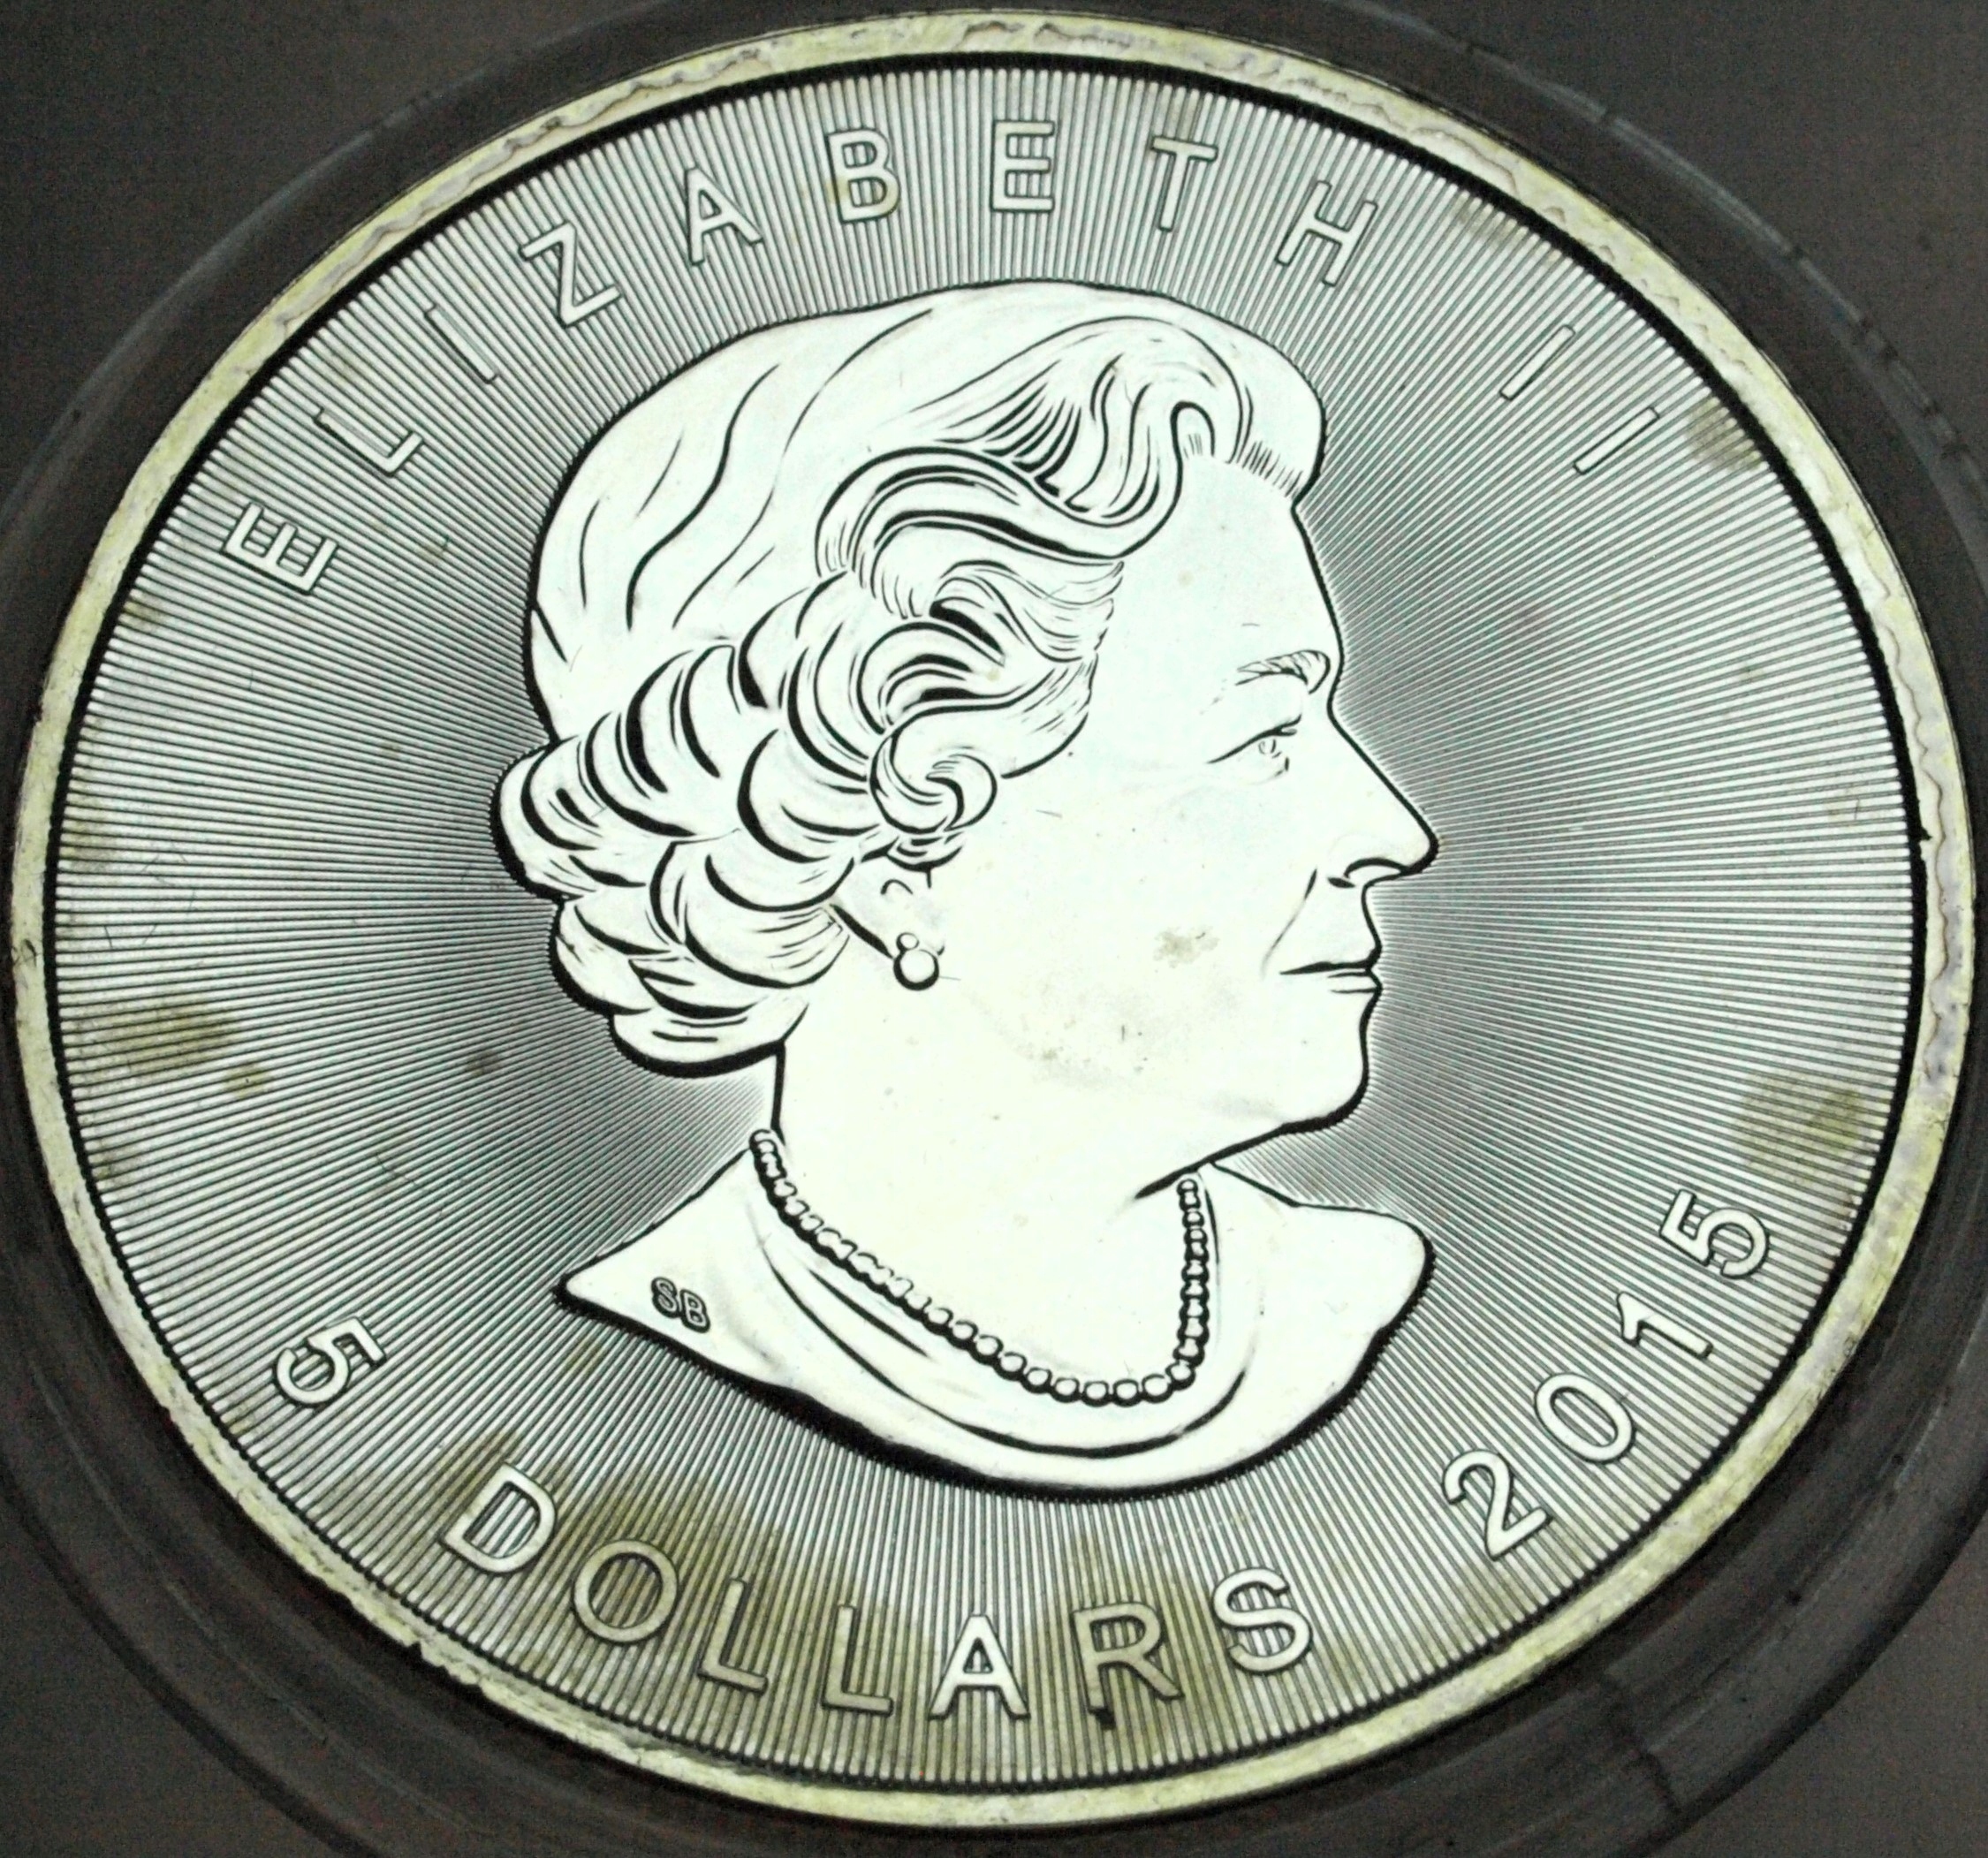 ELIZABETH II
5 DOLLARS 2015
SB